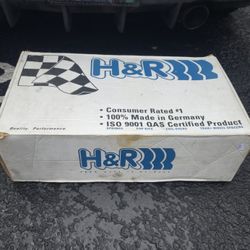 H&R
• Consumer Rated #1
• 100% Made in Germany
• ISO 9001 QAS Certified Product
Quality Performance
H&R